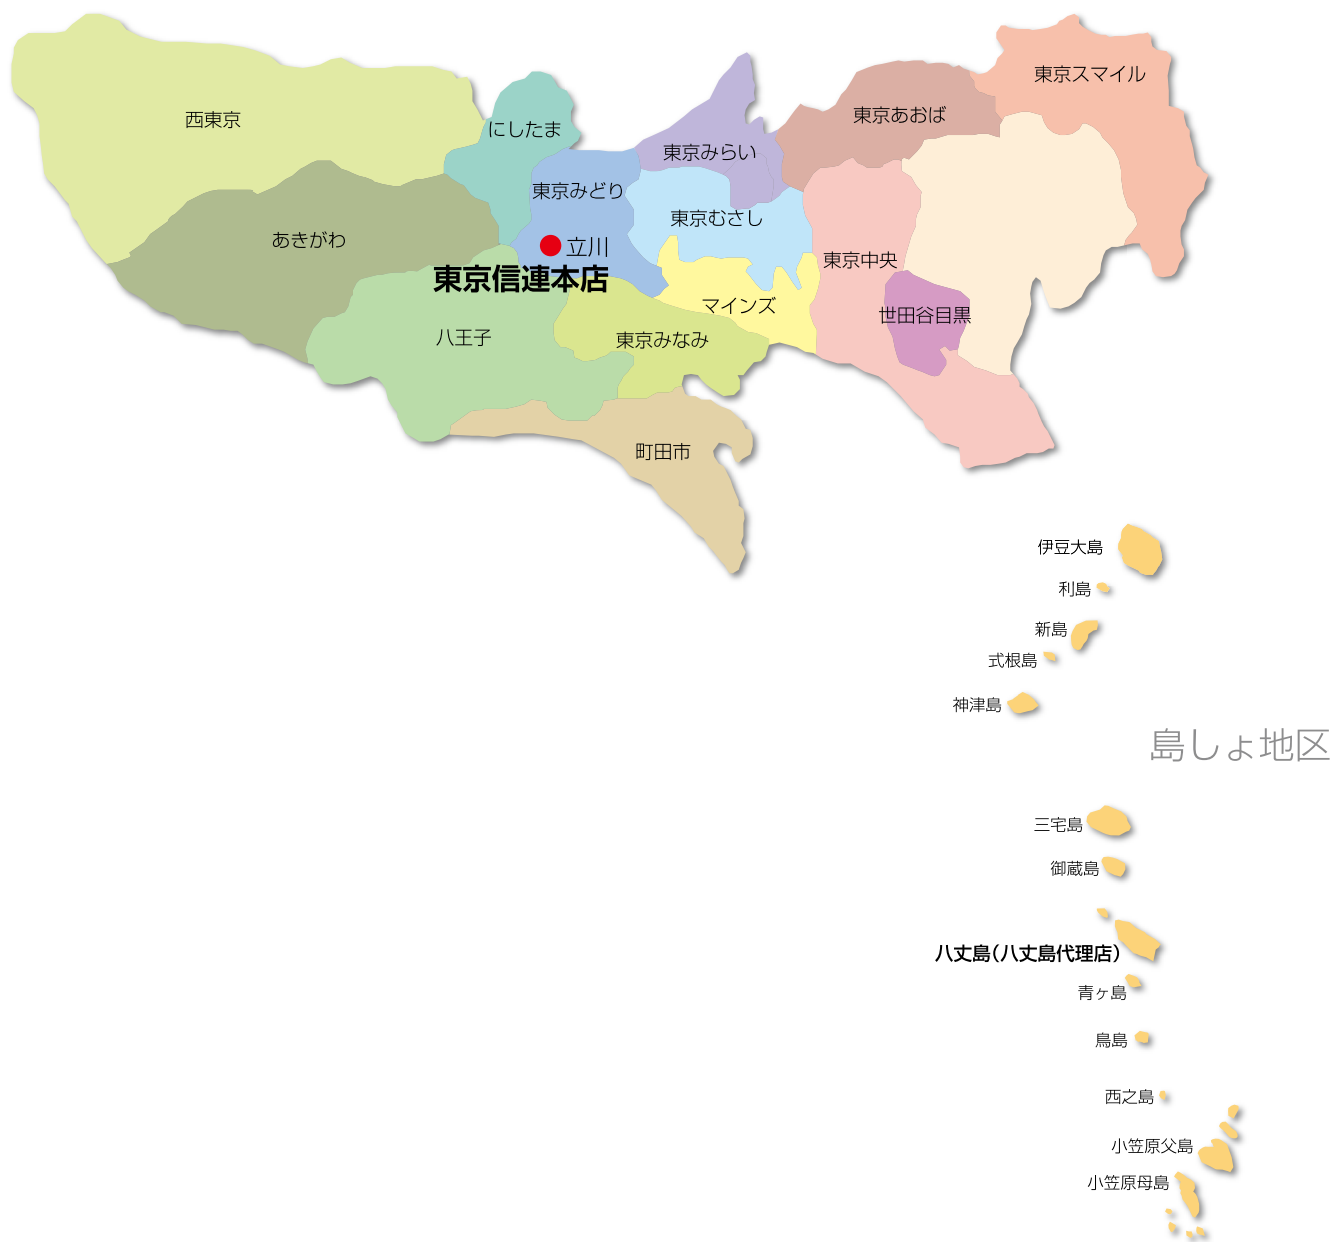 東京スマイル
東京あおば
西東京
にしたま
東京みらい
東京みどり
東京むさし
あきがわ
立川
東京中央
東京信連本店
マインズ
世田谷目黒
八王子
東京みなみ
町田市
伊豆大島
利島
新島
式根島
神津島
島しょ地区
三宅島
御蔵島
八丈島(八丈島代理店)
青ヶ島
鳥島
西之島
小笠原父島
小笠原母島